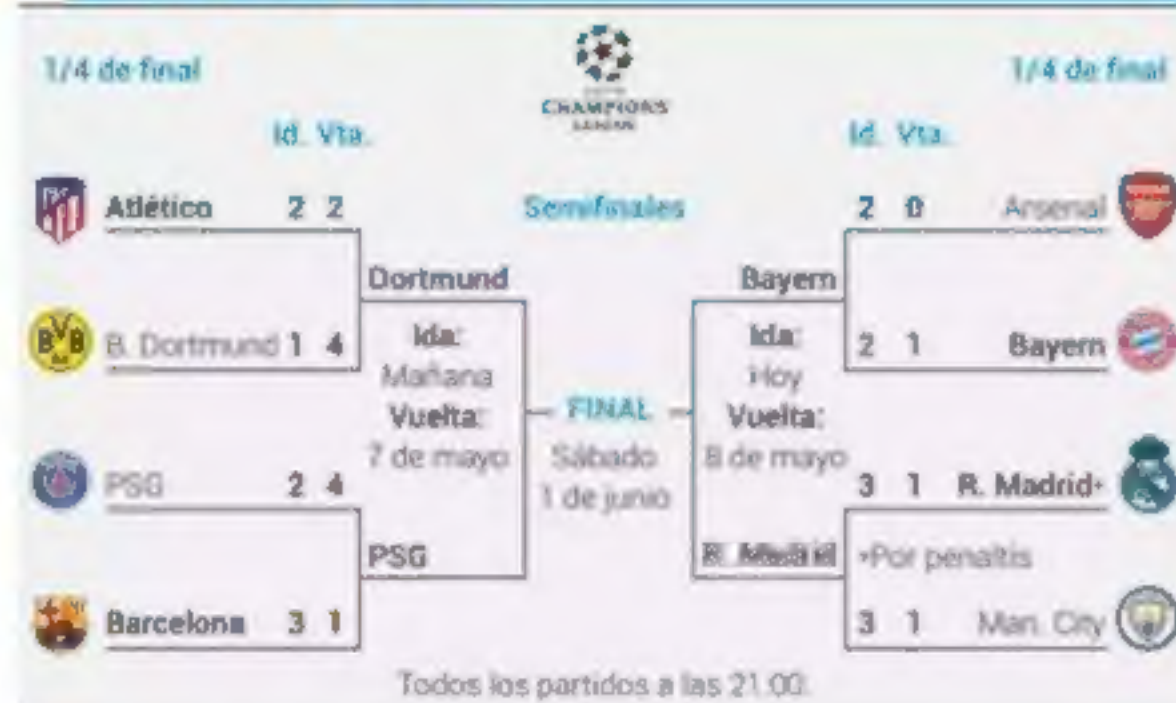 1/4 de final
1/4 de final
CHAMPIONS
LEAGUE
Id. Vta.
Id. Vta.
Atlético 2 2
Semifinales
2 0 Arsenal
Dortmund
Bayern
B. Dortmund 1 4
Ida:
Mañana
Vuelta:
7 de mayo
Ida:
Hoy
Vuelta:
8 de mayo
2 1 Bayern
FINAL
Sábado
1 de junio
PSG 2 4
3 1 R. Madrid*
PSG
R. Madrid
*Por penaltis
Barcelona 3 1
3 1 Man. City
Todos los partidos a las 21.00.